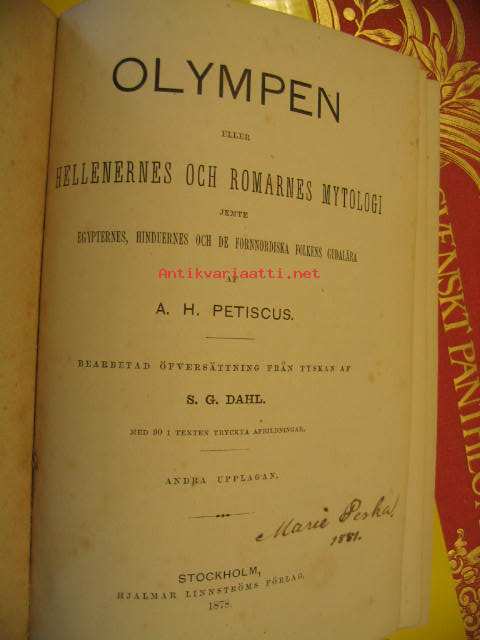 OLYMPEN
ELLER
HELLENERNES OCH ROMARNES MYTOLOGI
JEMTE
EGYPTERNES, HINDUERNES OCH DE FORNNORDISKA FOLKENS GUDALÄRA
Antikvariaatti.net
AF
A. H. PETISCUS.
BEARBETAD ÖFVERSÄTTNING FRÅN TYSKAN AF
S. G. DAHL.
MED 90 I TEXTEN TRYCKTA AFBILDNINGAR.
ANDRA UPPLAGAN.
Marie
1881.
STOCKHOLM,
HJALMAR LINNSTRÖMS FÖRLAG.
1878.
SVENSKT PANTHEON